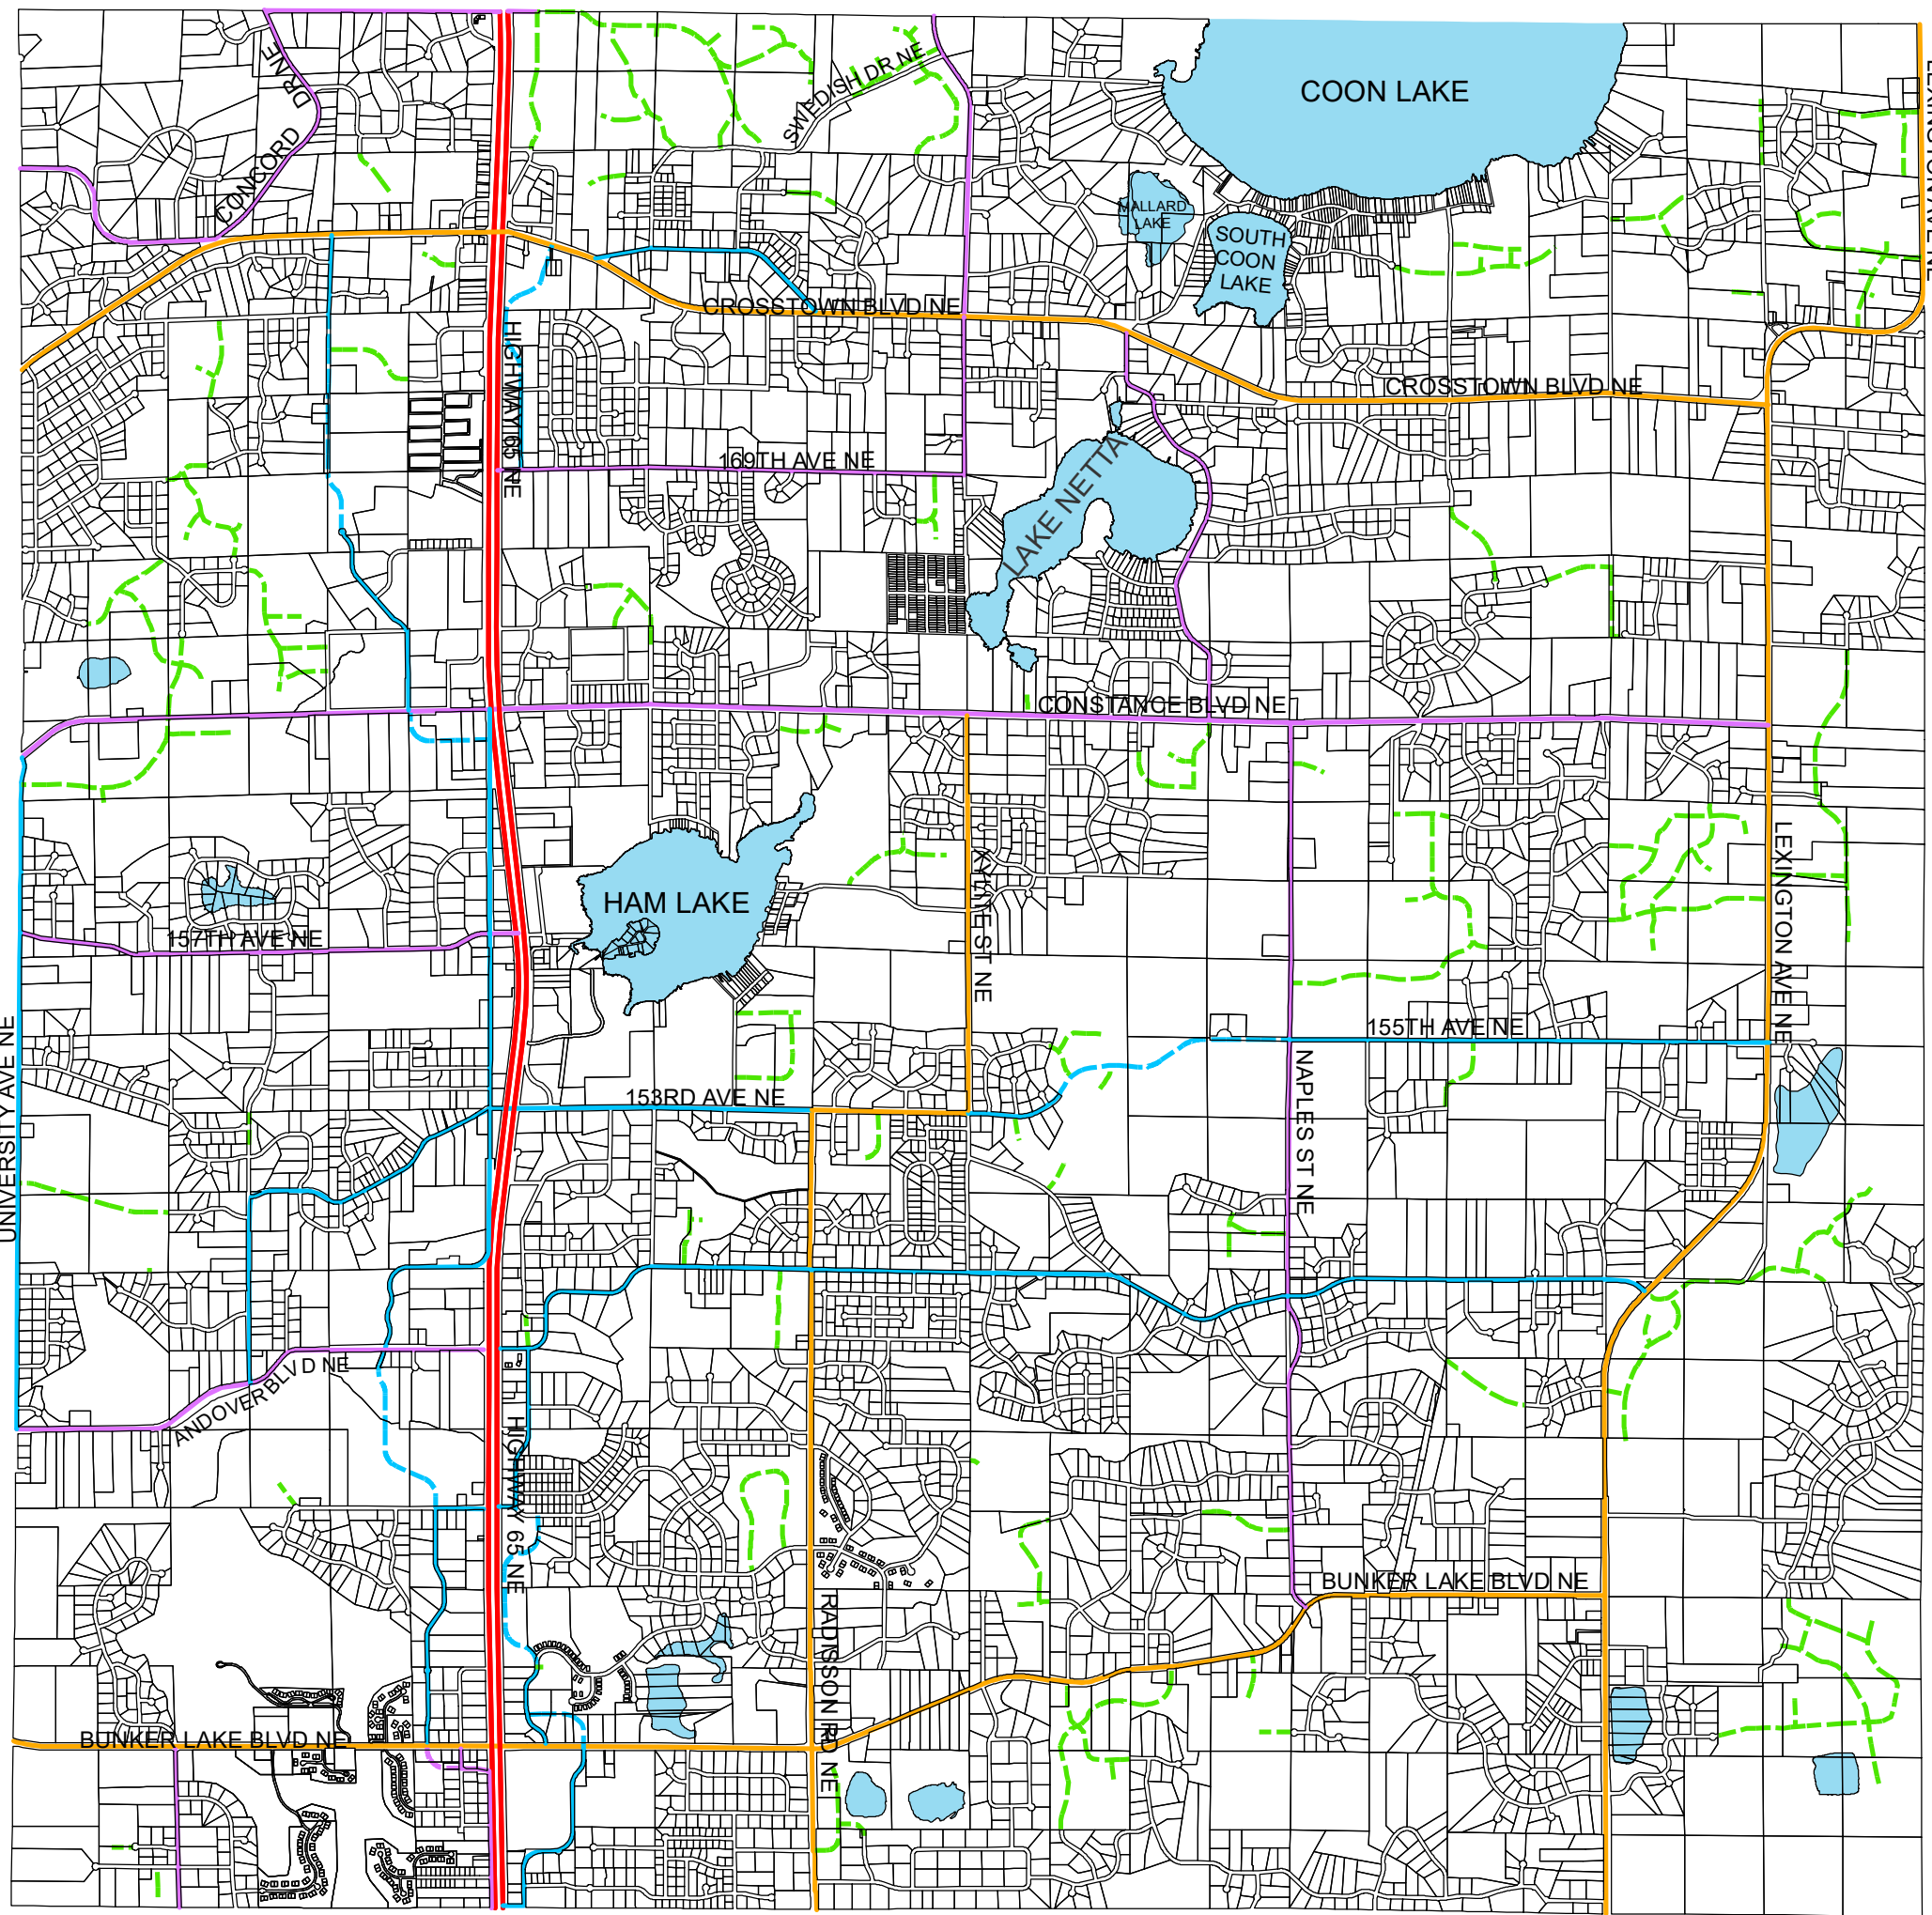 COON LAKE
SWEDISH DR NE
CONCORD DR NE
LEXINGTON AVE NE
MALLARD
LAKE
SOUTH
COON
LAKE
CROSSTOWN BLVD NE
HIGHWAY 65 NE
CROSSTOWN BLVD NE
169TH AVE NE
LAKE NETTA
CONSTANCE BLVD NE
HAM LAKE
XYLITE ST NE
LEXINGTON AVE NE
157TH AVE NE
155TH AVE NE
UNIVERSITY AVE NE
153RD AVE NE
NAPLES ST NE
ANDOVER BLVD NE
HIGHWAY 65 NE
BUNKER LAKE BLVD NE
RADISSON RD NE
BUNKER LAKE BLVD NE